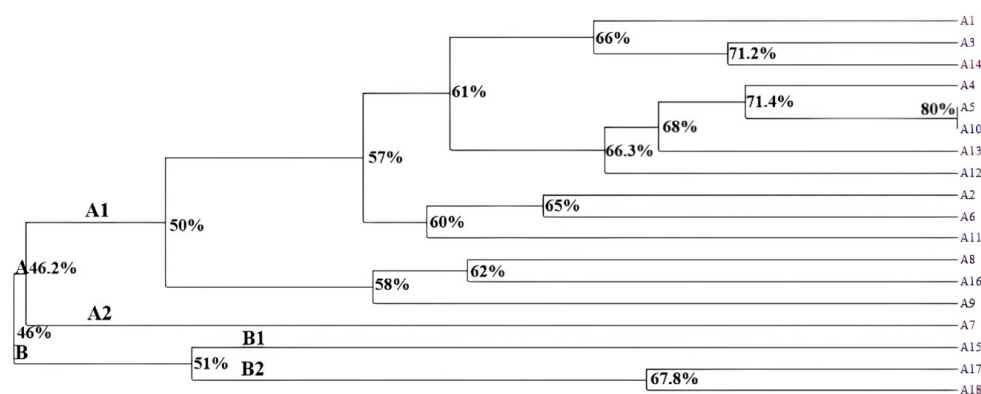 A1
66%
A3
71.2%
A14
A4
61%
71.4%
80%
A5
68%
A10
66.3%
A13
57%
A12
A2
65%
A1
A6
60%
50%
A11
A8
A46.2%
62%
58%
A16
A9
A2
A7
46%
B1
B
A15
51%
B2
A17
67.8%
A18